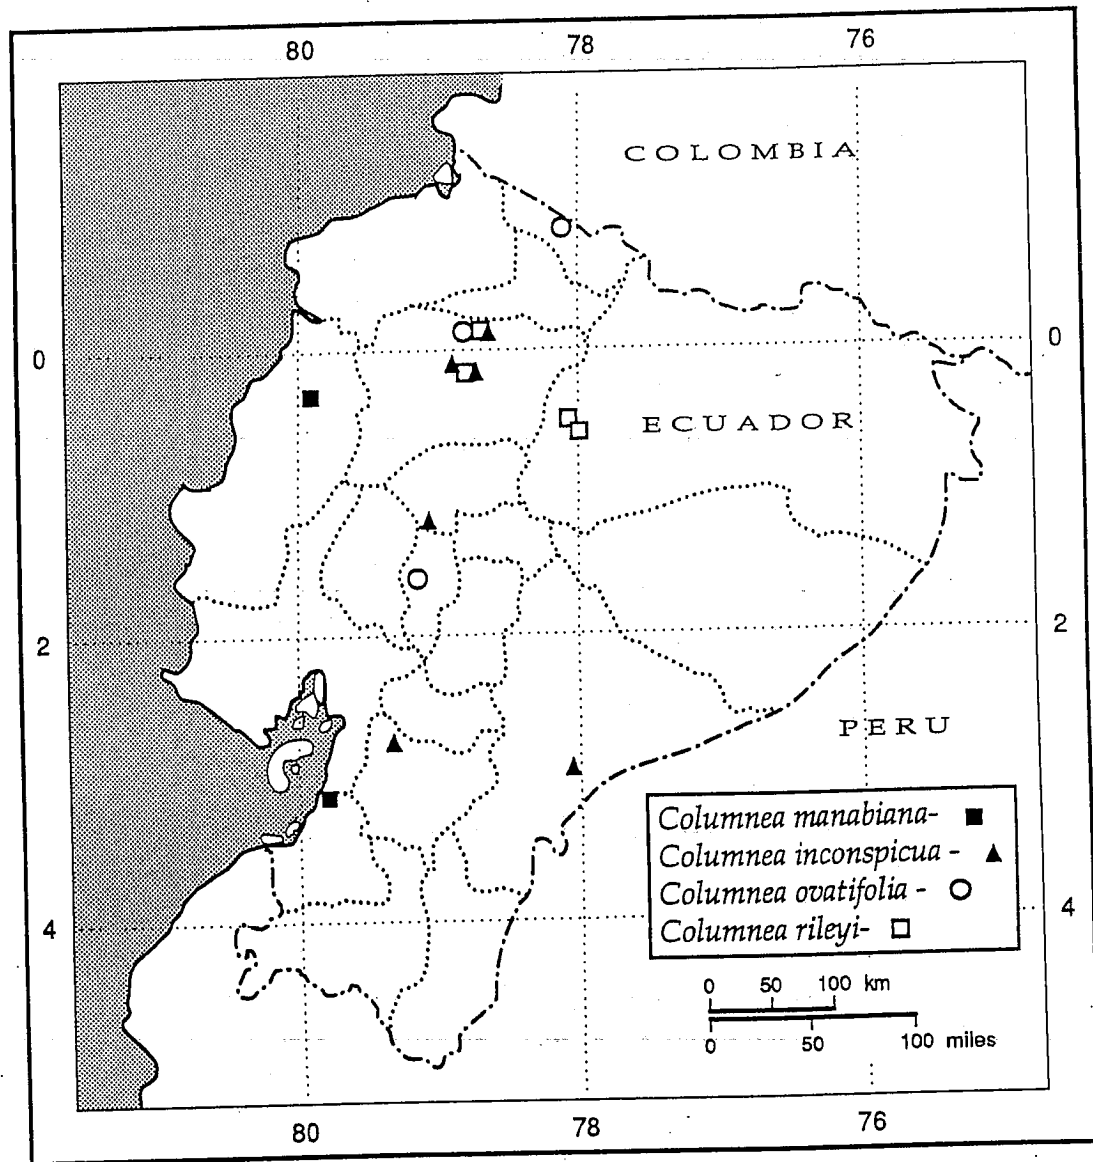 80 78 76
COLOMBIA
0 0
ECUADOR
2 2
PERU
Columnea manabiana- ■
Columnea inconspicua - ▲
Columnea ovatifolia - ○
Columnea rileyi- □
4 4
0 50 100 km
0 50 100 miles
80 78 76